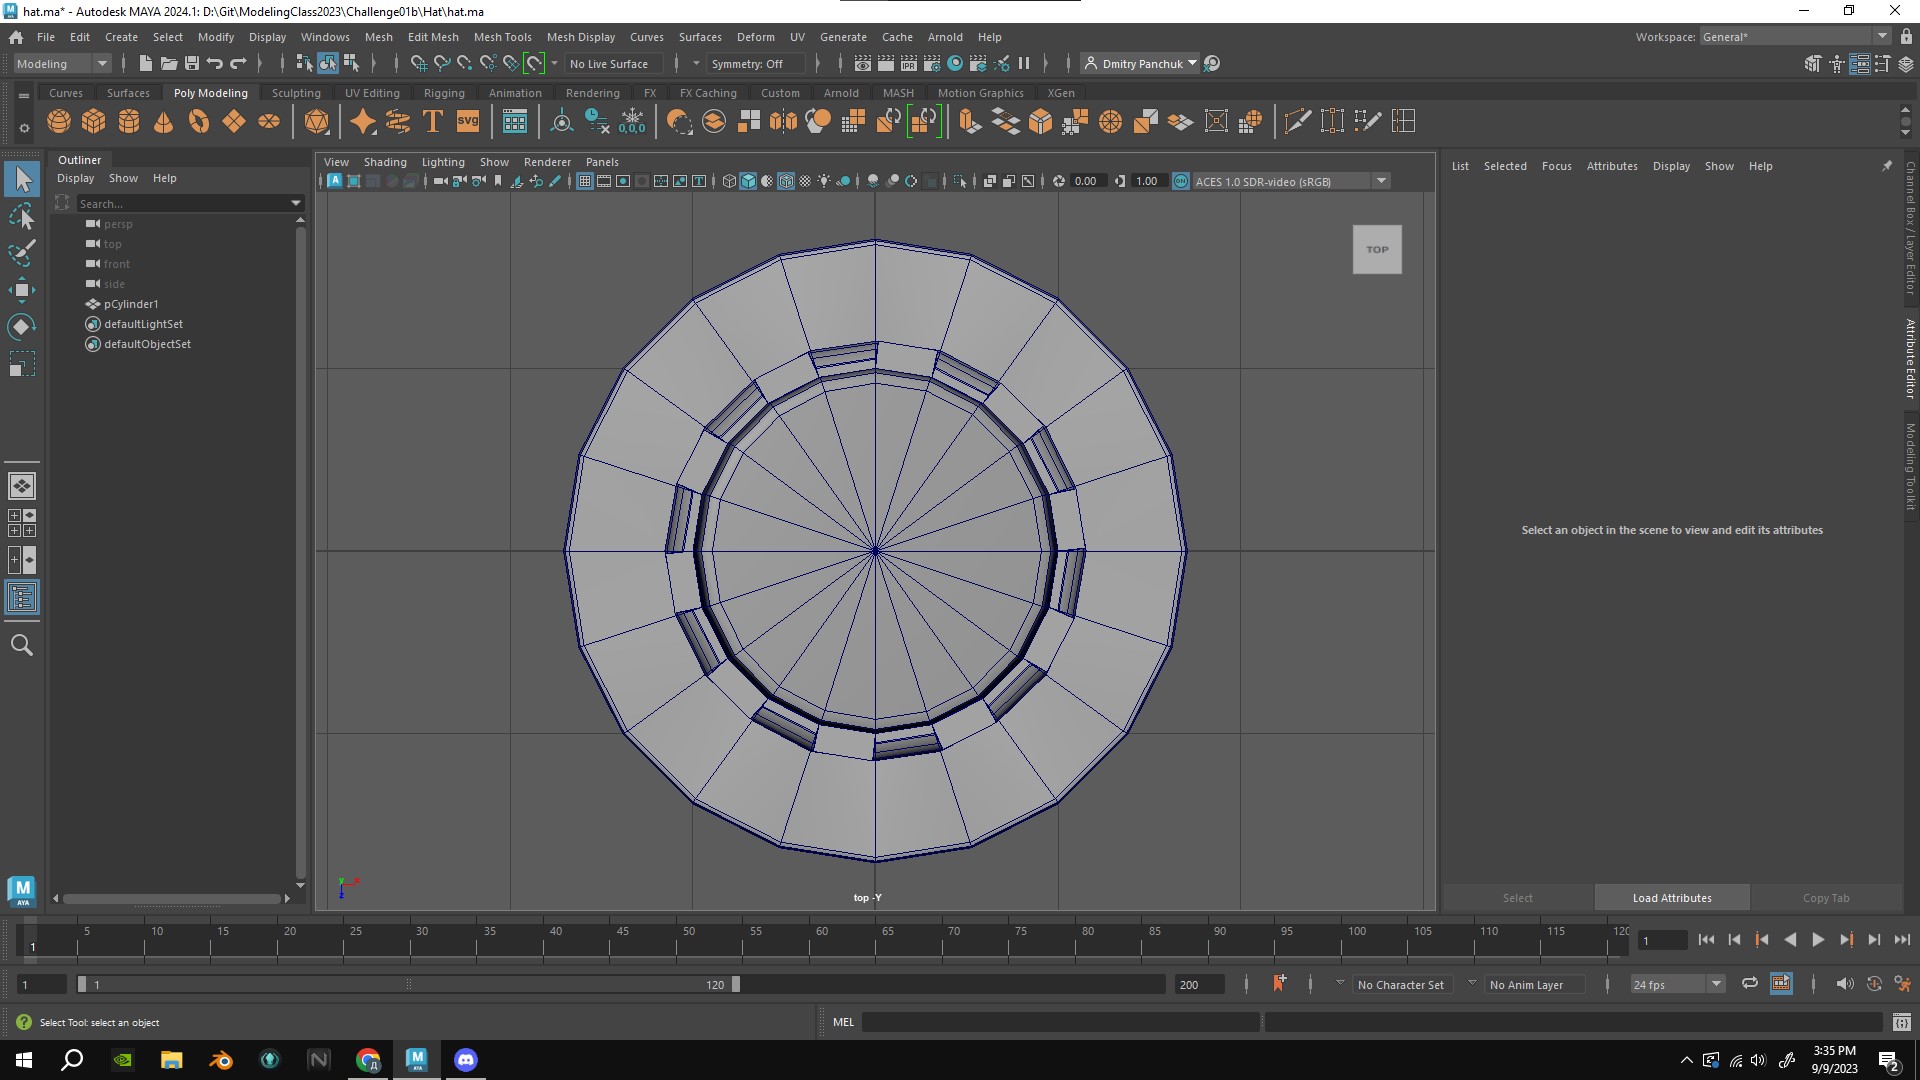 hat.ma* - Autodesk MAYA 2024.1: D:\Git\ModelingClass2023\Challenge01b\Hat\hat.ma
File Edit Create Select Modify Display Windows Mesh Edit Mesh Mesh Tools Mesh Display Curves Surfaces Deform UV Generate Cache Arnold Help Workspace: General*
Modeling No Live Surface Symmetry: Off Dmitry Panchuk
Curves Surfaces Poly Modeling Sculpting UV Editing Rigging Animation Rendering FX FX Caching Custom Arnold MASH Motion Graphics XGen
T svg 0,0,0
Outliner
Display Show Help
Search...
persp
top
front
side
pCylinder1
defaultLightSet
defaultObjectSet
View Shading Lighting Show Renderer Panels
0.00 1.00 ACES 1.0 SDR-video (sRGB)
TOP
top -Y
List Selected Focus Attributes Display Show Help
Select an object in the scene to view and edit its attributes
Select Load Attributes Copy Tab
Channel Box / Layer Editor
Attribute Editor
Modeling Toolkit
1 5 10 15 20 25 30 35 40 45 50 55 60 65 70 75 80 85 90 95 100 105 110 115 120 1
1 1 120 200 No Character Set No Anim Layer 24 fps
Select Tool: select an object MEL
3:35 PM
9/9/2023
2